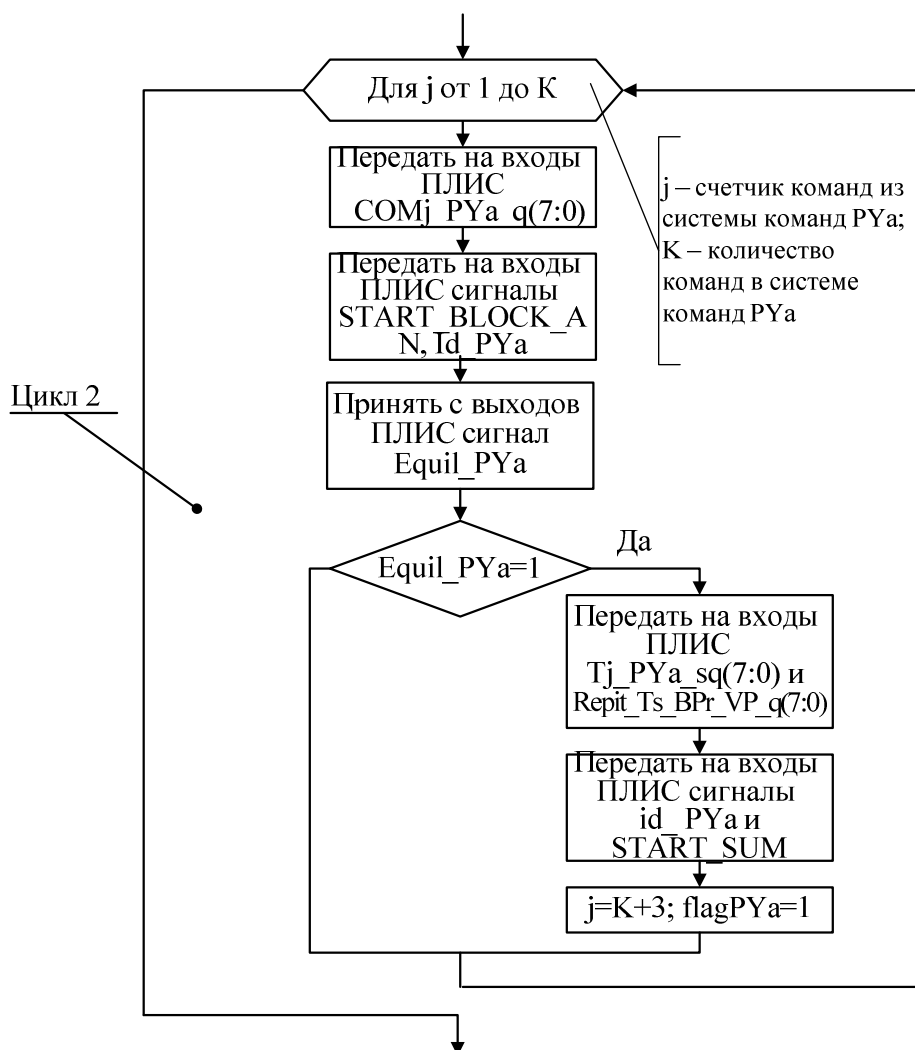 Для j от 1 до К
Передать на входы
ПЛИС
COMj_PYa_q(7:0)
j – счетчик команд из
системы команд PYa;
K – количество
команд в системе
команд PYa
Передать на входы
ПЛИС сигналы
START_BLOCK_A
N, Id_PYa
Цикл 2
Принять с выходов
ПЛИС сигнал
Equil_PYa
Equil_PYa=1
Да
Передать на входы
ПЛИС
Tj_PYa_sq(7:0) и
Repit_Ts_BPr_VP_q(7:0)
Передать на входы
ПЛИС сигналы
id_ PYa и
START_SUM
j=K+3; flagPYa=1